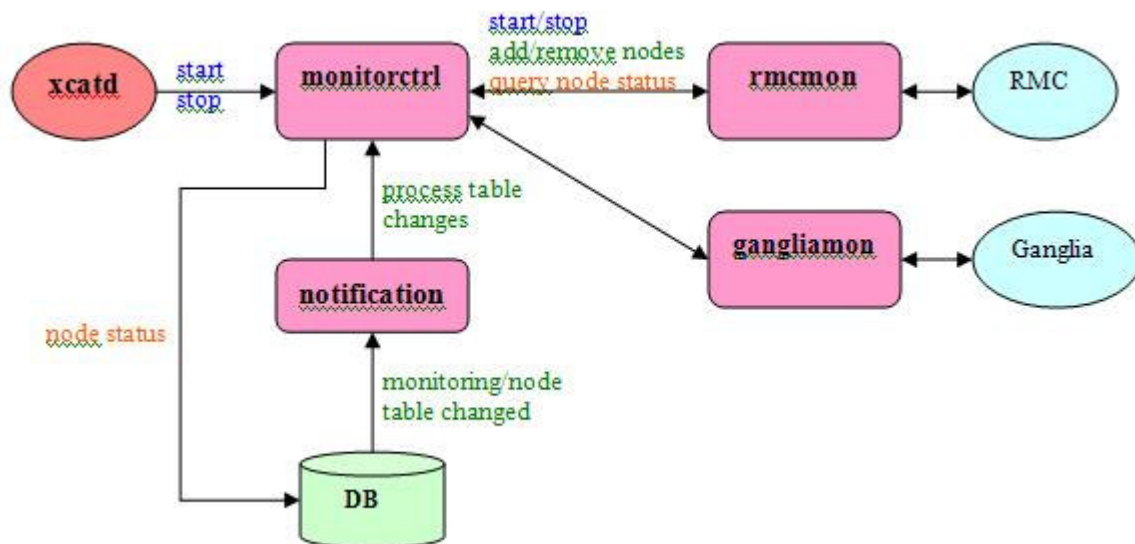 start/stop
add/remove nodes
query node status
xcatd
start
stop
monitorctrl
rmcmon
RMC
process table
changes
gangliamon
Ganglia
notification
node status
monitoring/node
table changed
DB